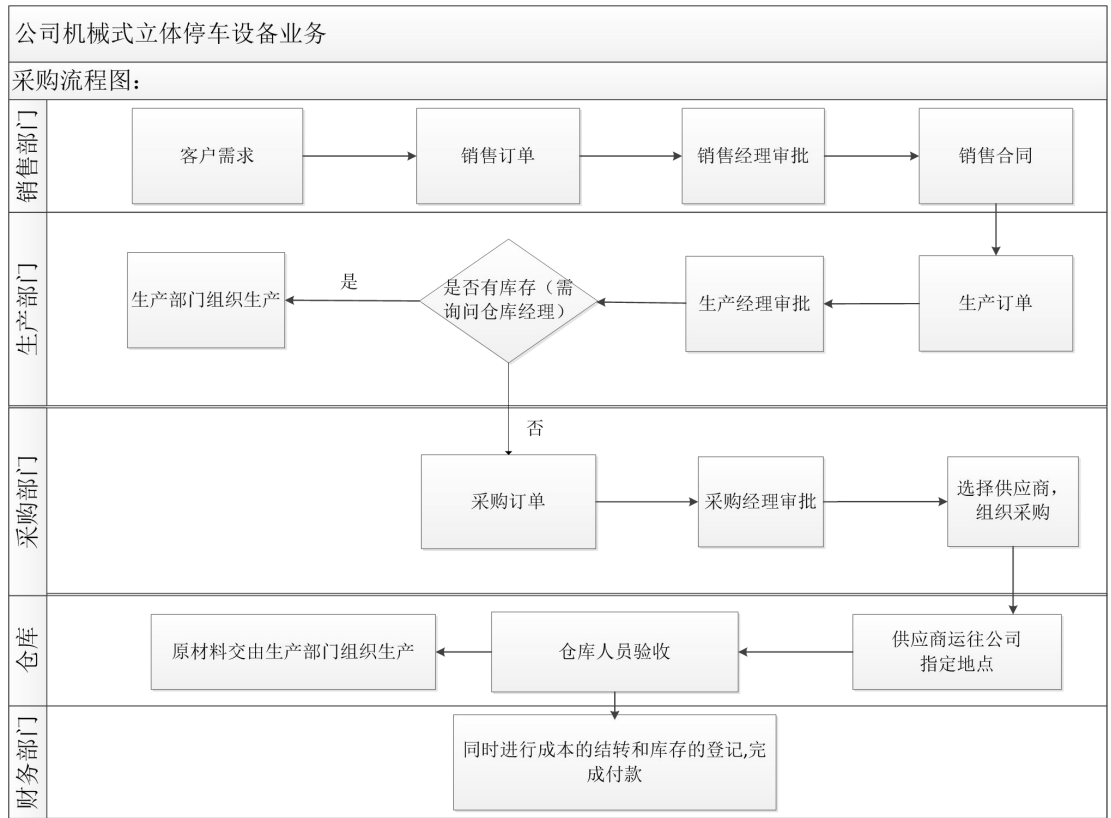 公司机械式立体停车设备业务
采购流程图：
销售部门
客户需求
销售订单
销售经理审批
销售合同
生产部门
生产部门组织生产
是
是否有库存（需
询问仓库经理）
生产经理审批
生产订单
否
采购部门
采购订单
采购经理审批
选择供应商，
组织采购
仓库
原材料交由生产部门组织生产
仓库人员验收
供应商运往公司
指定地点
财务部门
同时进行成本的结转和库存的登记,完
成付款